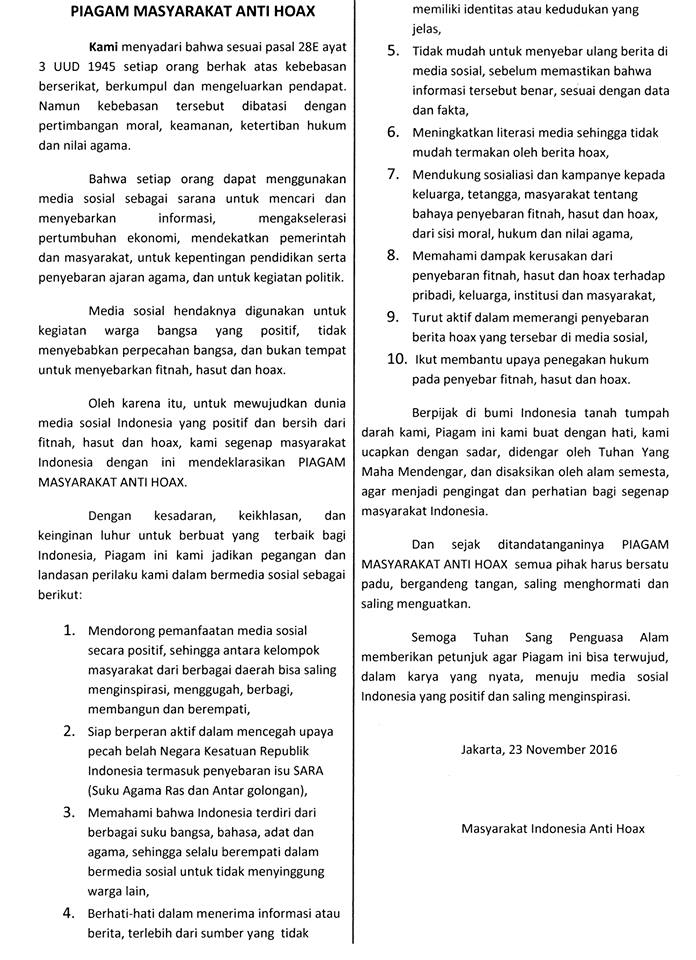 PIAGAM MASYARAKAT ANTI HOAX
Kami menyadari bahwa sesuai pasal 28E ayat
3 UUD 1945 setiap orang berhak atas kebebasan
berserikat, berkumpul dan mengeluarkan pendapat.
Namun kebebasan tersebut dibatasi dengan
pertimbangan moral, keamanan, ketertiban hukum
dan nilai agama.
Bahwa setiap orang dapat menggunakan
media sosial sebagai sarana untuk mencari dan
menyebarkan informasi, mengakselerasi
pertumbuhan ekonomi, mendekatkan pemerintah
dan masyarakat, untuk kepentingan pendidikan serta
penyebaran ajaran agama, dan untuk kegiatan politik.
Media sosial hendaknya digunakan untuk
kegiatan warga bangsa yang positif, tidak
menyebabkan perpecahan bangsa, dan bukan tempat
untuk menyebarkan fitnah, hasut dan hoax.
Oleh karena itu, untuk mewujudkan dunia
media sosial Indonesia yang positif dan bersih dari
fitnah, hasut dan hoax, kami segenap masyarakat
Indonesia dengan ini mendeklarasikan PIAGAM
MASYARAKAT ANTI HOAX.
Dengan kesadaran, keikhlasan, dan
keinginan luhur untuk berbuat yang terbaik bagi
Indonesia, Piagam ini kami jadikan pegangan dan
landasan perilaku kami dalam bermedia sosial sebagai
berikut:
1. Mendorong pemanfaatan media sosial
secara positif, sehingga antara kelompok
masyarakat dari berbagai daerah bisa saling
menginspirasi, menggugah, berbagi,
membangun dan berempati,
2. Siap berperan aktif dalam mencegah upaya
pecah belah Negara Kesatuan Republik
Indonesia termasuk penyebaran isu SARA
(Suku Agama Ras dan Antar golongan),
3. Memahami bahwa Indonesia terdiri dari
berbagai suku bangsa, bahasa, adat dan
agama, sehingga selalu berempati dalam
bermedia sosial untuk tidak menyinggung
warga lain,
4. Berhati-hati dalam menerima informasi atau
berita, terlebih dari sumber yang tidak
memiliki identitas atau kedudukan yang
jelas,
5. Tidak mudah untuk menyebar ulang berita di
media sosial, sebelum memastikan bahwa
informasi tersebut benar, sesuai dengan data
dan fakta,
6. Meningkatkan literasi media sehingga tidak
mudah termakan oleh berita hoax,
7. Mendukung sosialiasi dan kampanye kepada
keluarga, tetangga, masyarakat tentang
bahaya penyebaran fitnah, hasut dan hoax,
dari sisi moral, hukum dan nilai agama,
8. Memahami dampak kerusakan dari
penyebaran fitnah, hasut dan hoax terhadap
pribadi, keluarga, institusi dan masyarakat,
9. Turut aktif dalam memerangi penyebaran
berita hoax yang tersebar di media sosial,
10. Ikut membantu upaya penegakan hukum
pada penyebar fitnah, hasut dan hoax.
Berpijak di bumi Indonesia tanah tumpah
darah kami, Piagam ini kami buat dengan hati, kami
ucapkan dengan sadar, didengar oleh Tuhan Yang
Maha Mendengar, dan disaksikan oleh alam semesta,
agar menjadi pengingat dan perhatian bagi segenap
masyarakat Indonesia.
Dan sejak ditandatanganinya PIAGAM
MASYARAKAT ANTI HOAX semua pihak harus bersatu
padu, bergandeng tangan, saling menghormati dan
saling menguatkan.
Semoga Tuhan Sang Penguasa Alam
memberikan petunjuk agar Piagam ini bisa terwujud,
dalam karya yang nyata, menuju media sosial
Indonesia yang positif dan saling menginspirasi.
Jakarta, 23 November 2016
Masyarakat Indonesia Anti Hoax